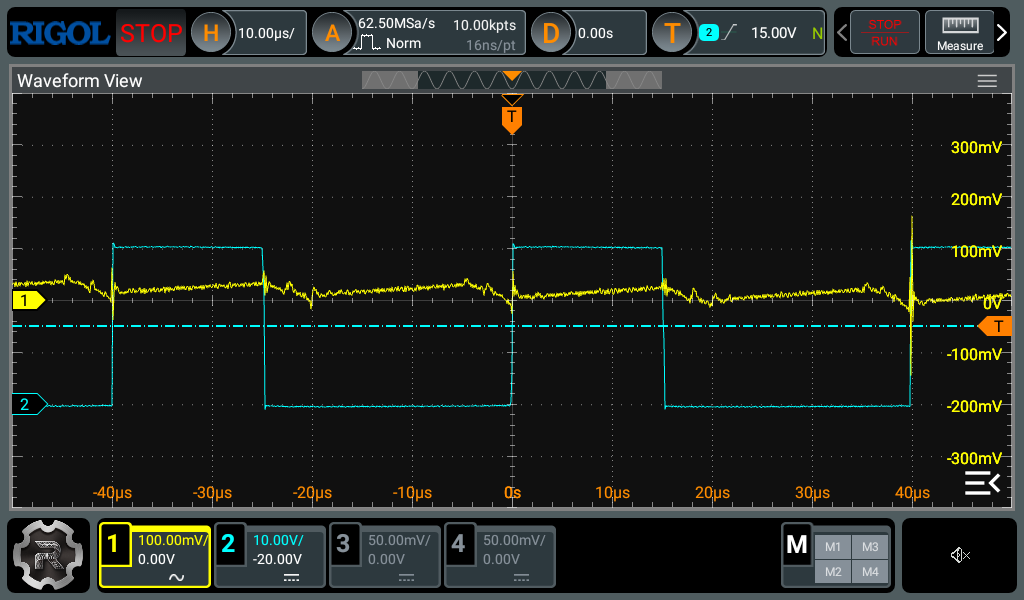 RIGOL STOP H 10.00µs/ A 62.50MSa/s 10.00kpts D 0.00s T 2 15.00V N STOP
Norm 16ns/pt RUN Measure
Waveform View
T
300mV
200mV
100mV
1 0V
T
-100mV
2 -200mV
-300mV
-40µs -30µs -20µs -10µs 0s 10µs 20µs 30µs 40µs
1 100.00mV/ 2 10.00V/ 3 50.00mV/ 4 50.00mV/ M M1 M3
0.00V -20.00V 0.00V 0.00V M2 M4
R